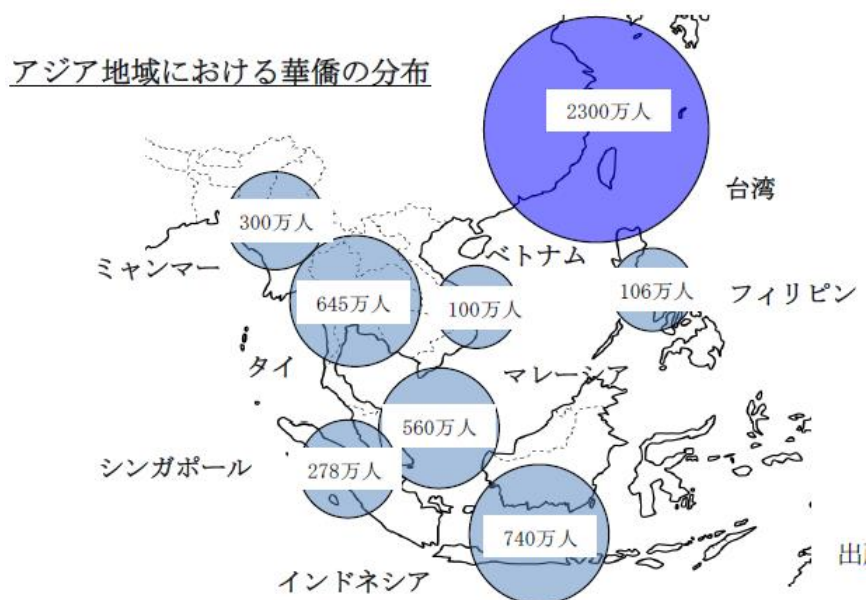 アジア地域における華僑の分布
2300万人
台湾
300万人
ミャンマー
ベトナム
645万人
100万人
106万人
フィリピン
タイ
マレーシア
560万人
シンガポール
278万人
740万人
インドネシア